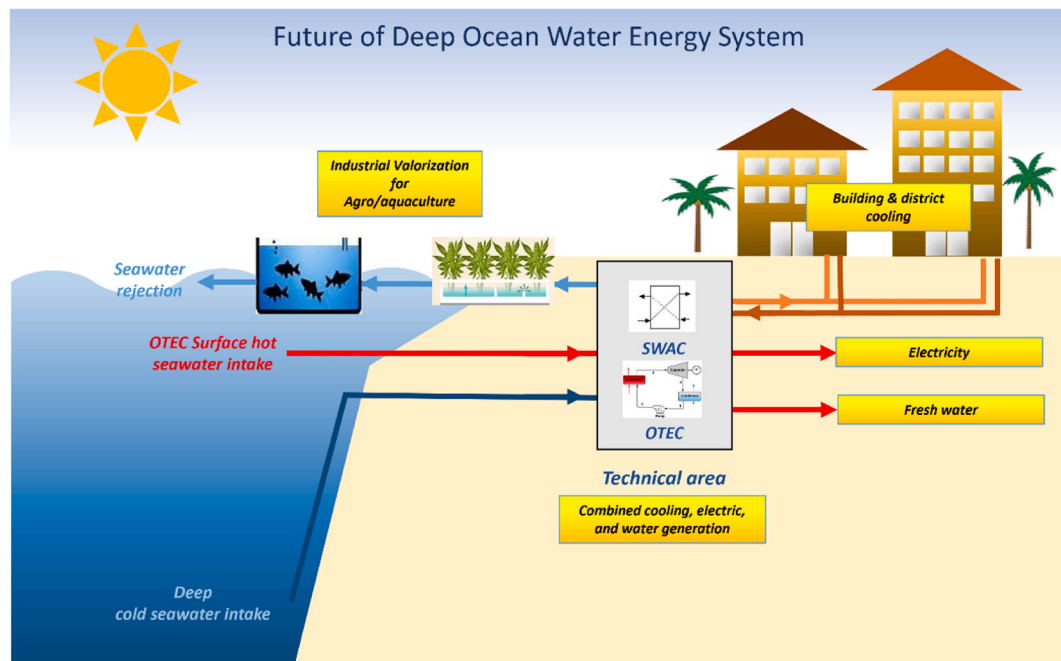 Future of Deep Ocean Water Energy System
Industrial Valorization
for
Agro/aquaculture
Building & district
cooling
Seawater
rejection
OTEC Surface hot
seawater intake
SWAC
Electricity
Fresh water
OTEC
Technical area
Combined cooling, electric,
and water generation
Deep
cold seawater intake